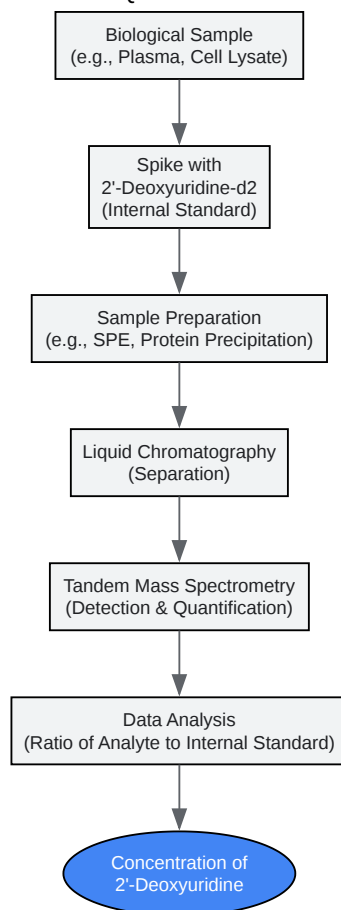 Biological Sample
(e.g., Plasma, Cell Lysate)
Spike with
2'-Deoxyuridine-d2
(Internal Standard)
Sample Preparation
(e.g., SPE, Protein Precipitation)
Liquid Chromatography
(Separation)
Tandem Mass Spectrometry
(Detection & Quantification)
Data Analysis
(Ratio of Analyte to Internal Standard)
Concentration of
2'-Deoxyuridine